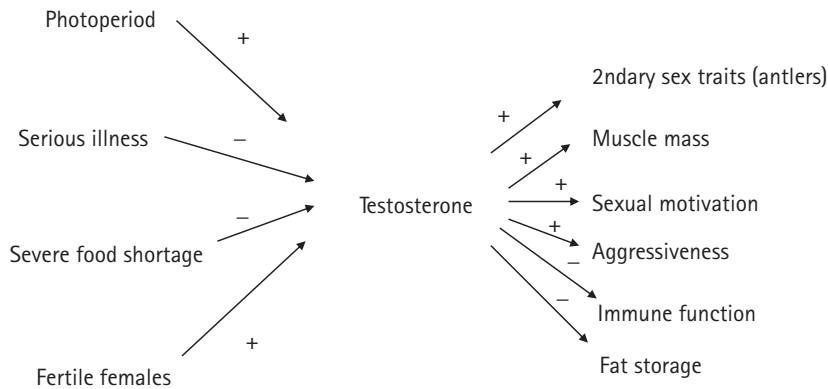 Photoperiod
+
Serious illness
–
Severe food shortage
–
Fertile females
+
Testosterone
+
2ndary sex traits (antlers)
+
Muscle mass
+
Sexual motivation
+
Aggressiveness
–
Immune function
–
Fat storage